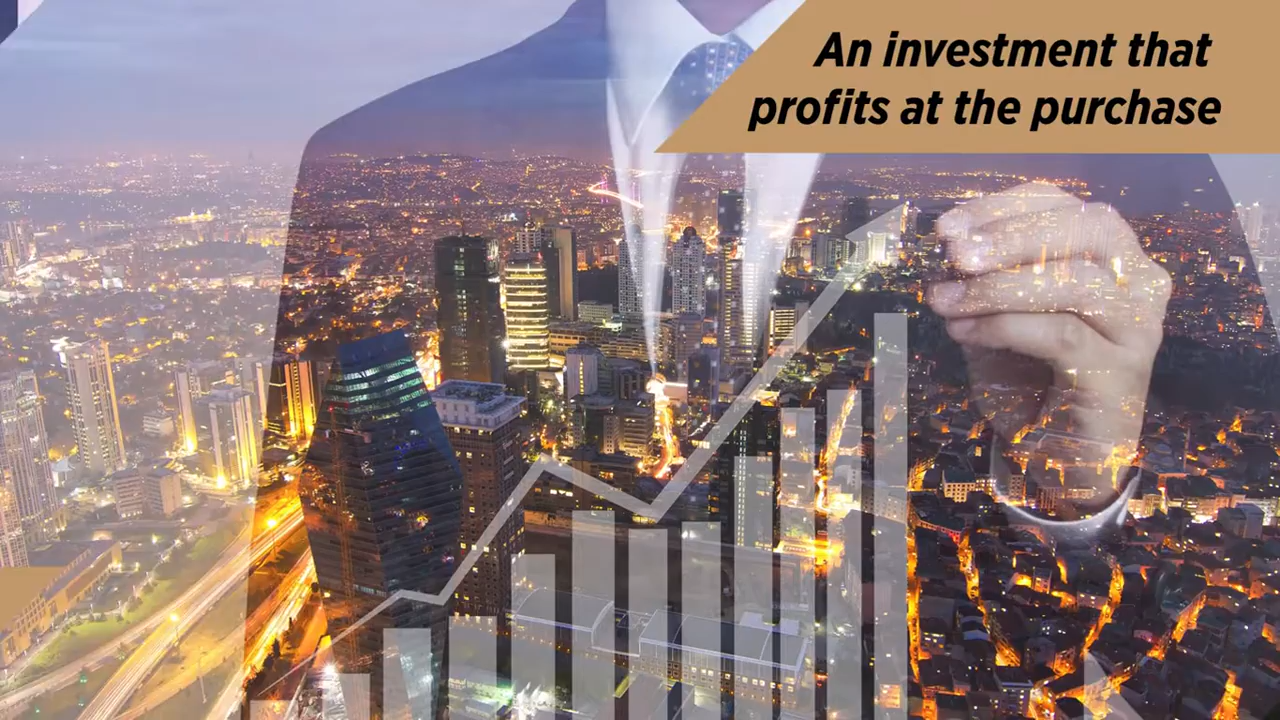 An investment that
profits at the purchase